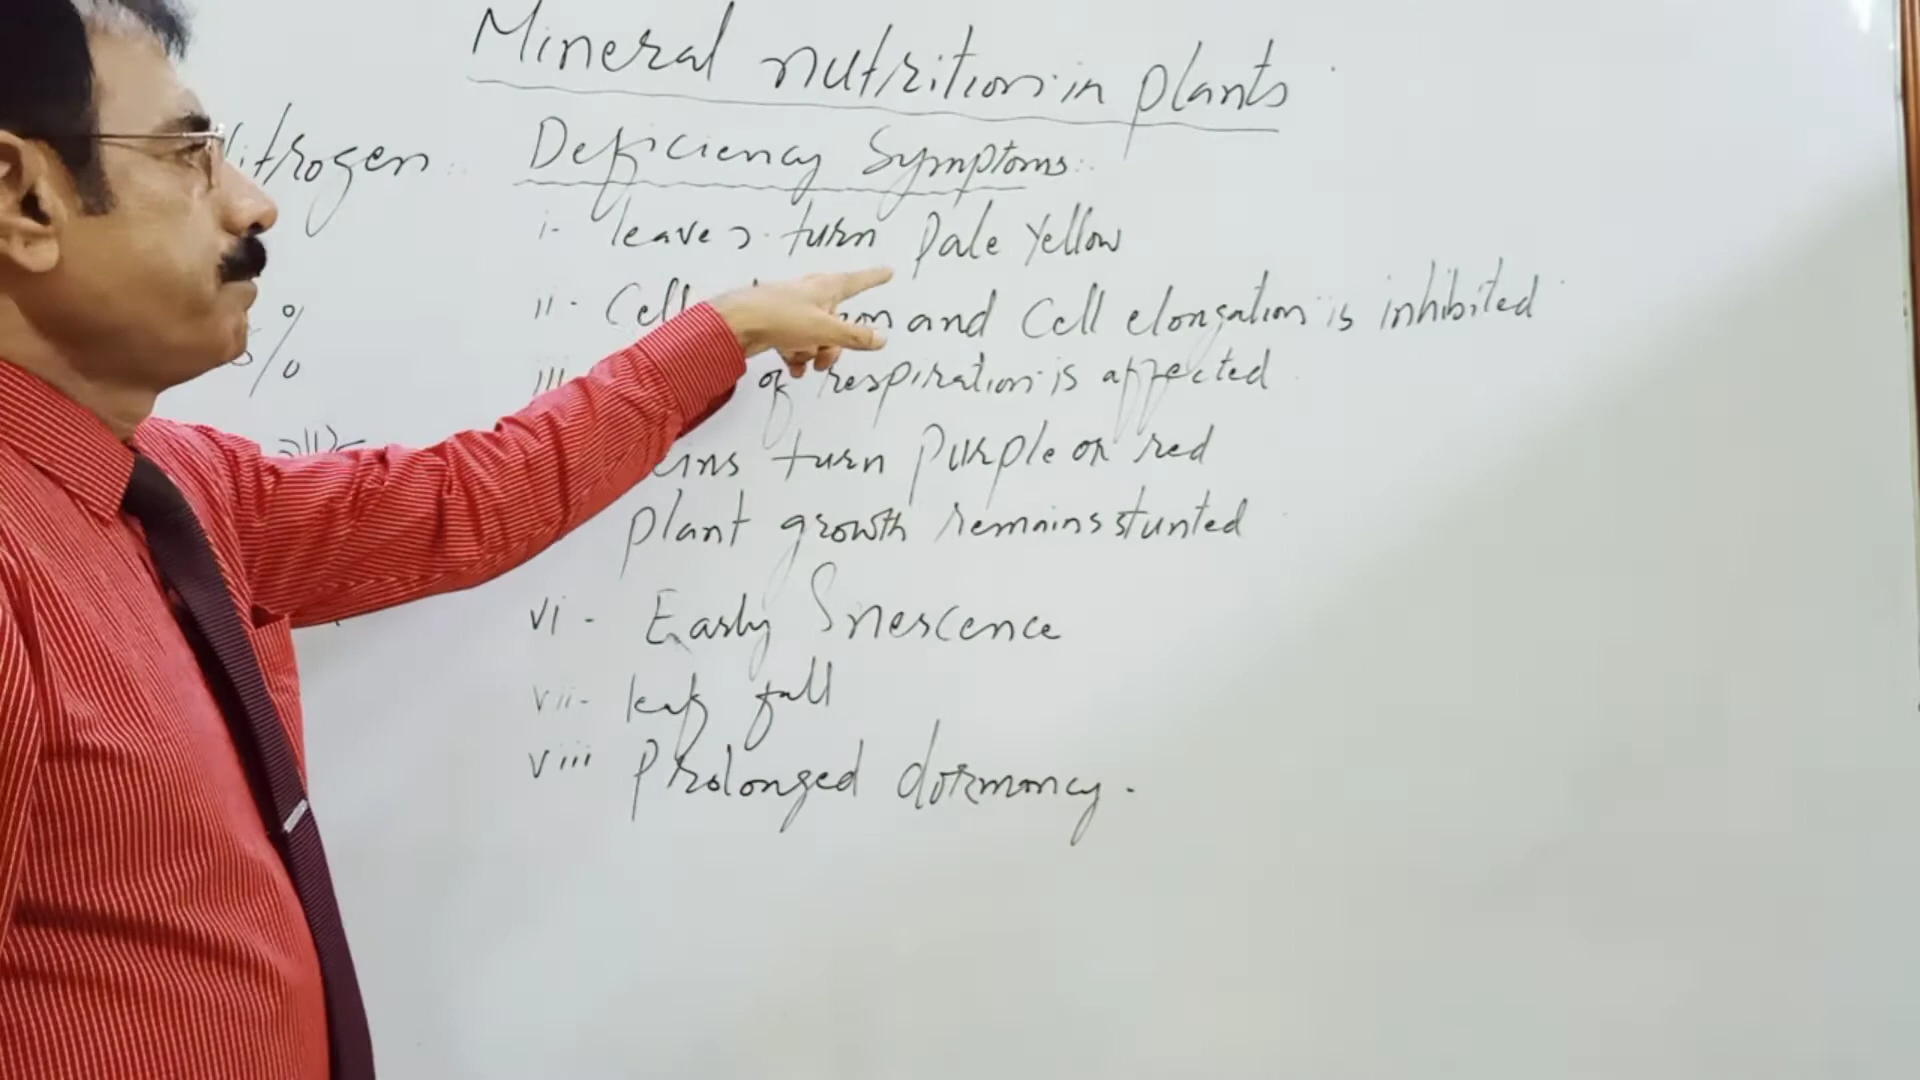 Mineral nutrition in plants
itrogen Deficiency Symptoms
i- leaves turn Pale Yellow
ii- Cell and Cell elongation is inhibited
% 
% iii of respiration is affected
turn Purple or red
plant growth remains stunted
vi- Early Snescence
vii- leaf fall
viii Prolonged dormancy.